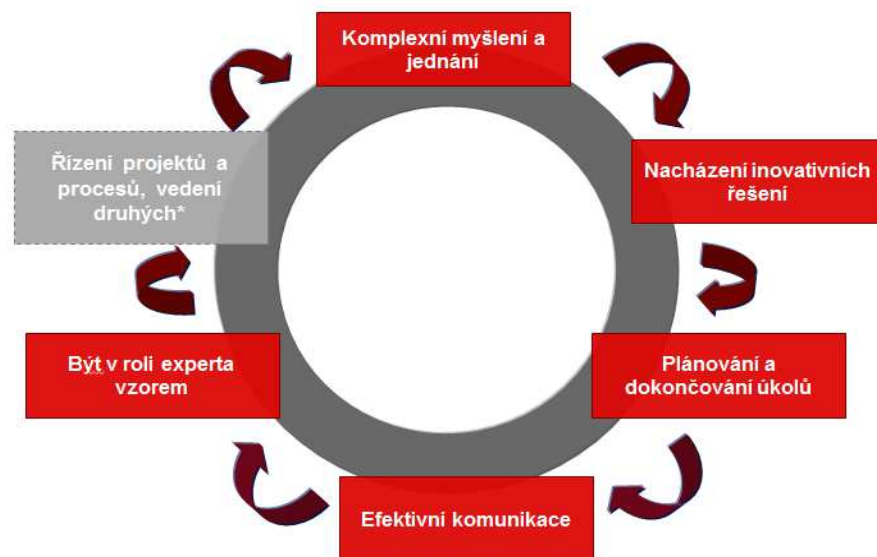 Komplexní myšlení a
jednání
Nacházení inovativních
řešení
Plánování a
dokončování úkolů
Efektivní komunikace
Být v roli experta
vzorem
Řízení projektů a
procesů, vedení
druhých*